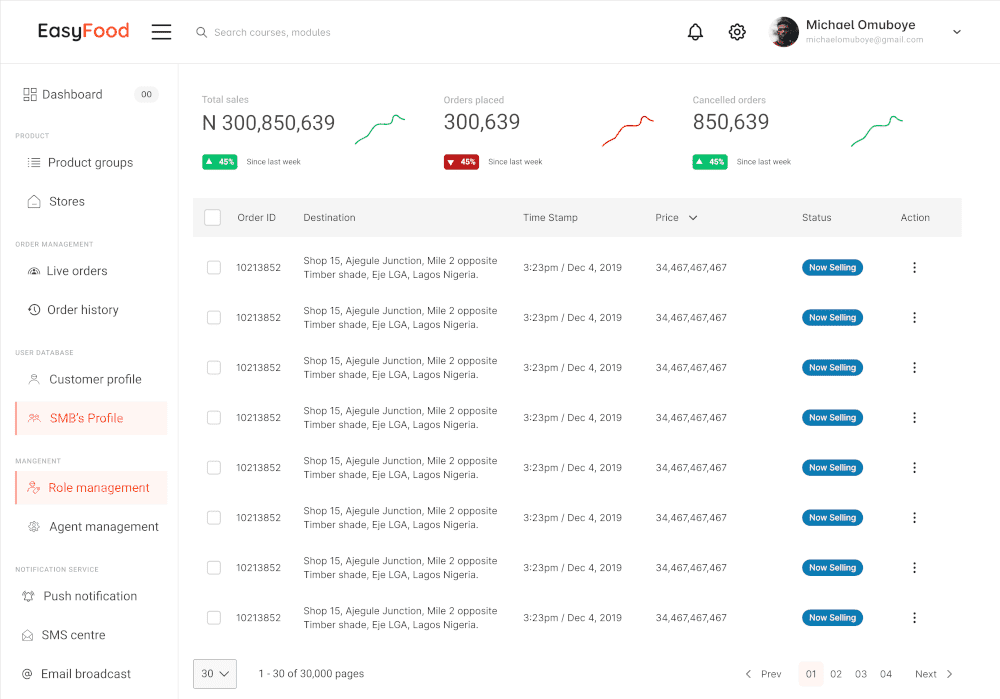 EasyFood
Search courses, modules
Michael Omuboye
michaelomuboye@gmail.com
Dashboard 00
PRODUCT
Product groups
Stores
ORDER MANAGEMENT
Live orders
Order history
USER DATABASE
Customer profile
SMB's Profile
MANGENENT
Role management
Agent management
NOTIFICATION SERVICE
Push notification
SMS centre
@ Email broadcast
Total sales
N 300,850,639
45% Since last week
Orders placed
300,639
45% Since last week
Cancelled orders
850,639
45% Since last week
Order ID Destination Time Stamp Price Status Action
10213852 Shop 15, Ajegule Junction, Mile 2 opposite 3:23pm / Dec 4, 2019 34,467,467,467 Now Selling
Timber shade, Eje LGA, Lagos Nigeria.
10213852 Shop 15, Ajegule Junction, Mile 2 opposite 3:23pm / Dec 4, 2019 34,467,467,467 Now Selling
Timber shade, Eje LGA, Lagos Nigeria.
10213852 Shop 15, Ajegule Junction, Mile 2 opposite 3:23pm / Dec 4, 2019 34,467,467,467 Now Selling
Timber shade, Eje LGA, Lagos Nigeria.
10213852 Shop 15, Ajegule Junction, Mile 2 opposite 3:23pm / Dec 4, 2019 34,467,467,467 Now Selling
Timber shade, Eje LGA, Lagos Nigeria.
10213852 Shop 15, Ajegule Junction, Mile 2 opposite 3:23pm / Dec 4, 2019 34,467,467,467 Now Selling
Timber shade, Eje LGA, Lagos Nigeria.
10213852 Shop 15, Ajegule Junction, Mile 2 opposite 3:23pm / Dec 4, 2019 34,467,467,467 Now Selling
Timber shade, Eje LGA, Lagos Nigeria.
10213852 Shop 15, Ajegule Junction, Mile 2 opposite 3:23pm / Dec 4, 2019 34,467,467,467 Now Selling
Timber shade, Eje LGA, Lagos Nigeria.
10213852 Shop 15, Ajegule Junction, Mile 2 opposite 3:23pm / Dec 4, 2019 34,467,467,467 Now Selling
Timber shade, Eje LGA, Lagos Nigeria.
30 1 - 30 of 30,000 pages Prev 01 02 03 04 Next